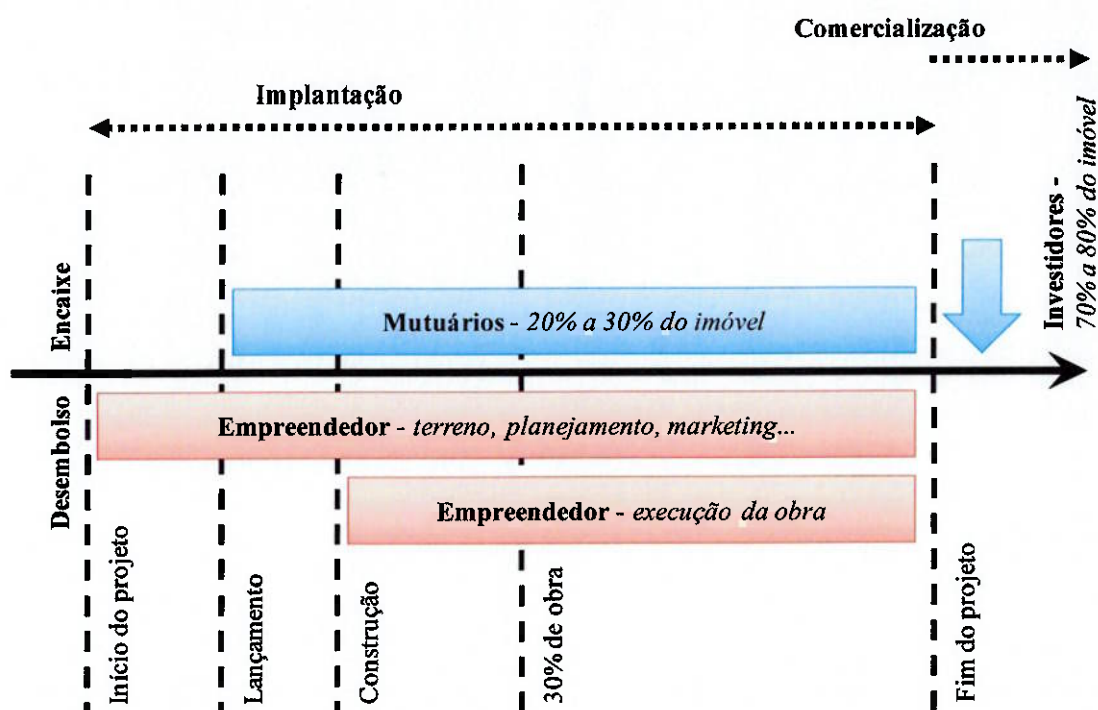 Comercialização
Implantação
Investidores -
70% a 80% do imóvel
Encaixe
Mutuários - 20% a 30% do imóvel
Desembolso
Empreendedor - terreno, planejamento, marketing...
Empreendedor - execução da obra
Início do projeto
Lançamento
Construção
30% de obra
Fim do projeto